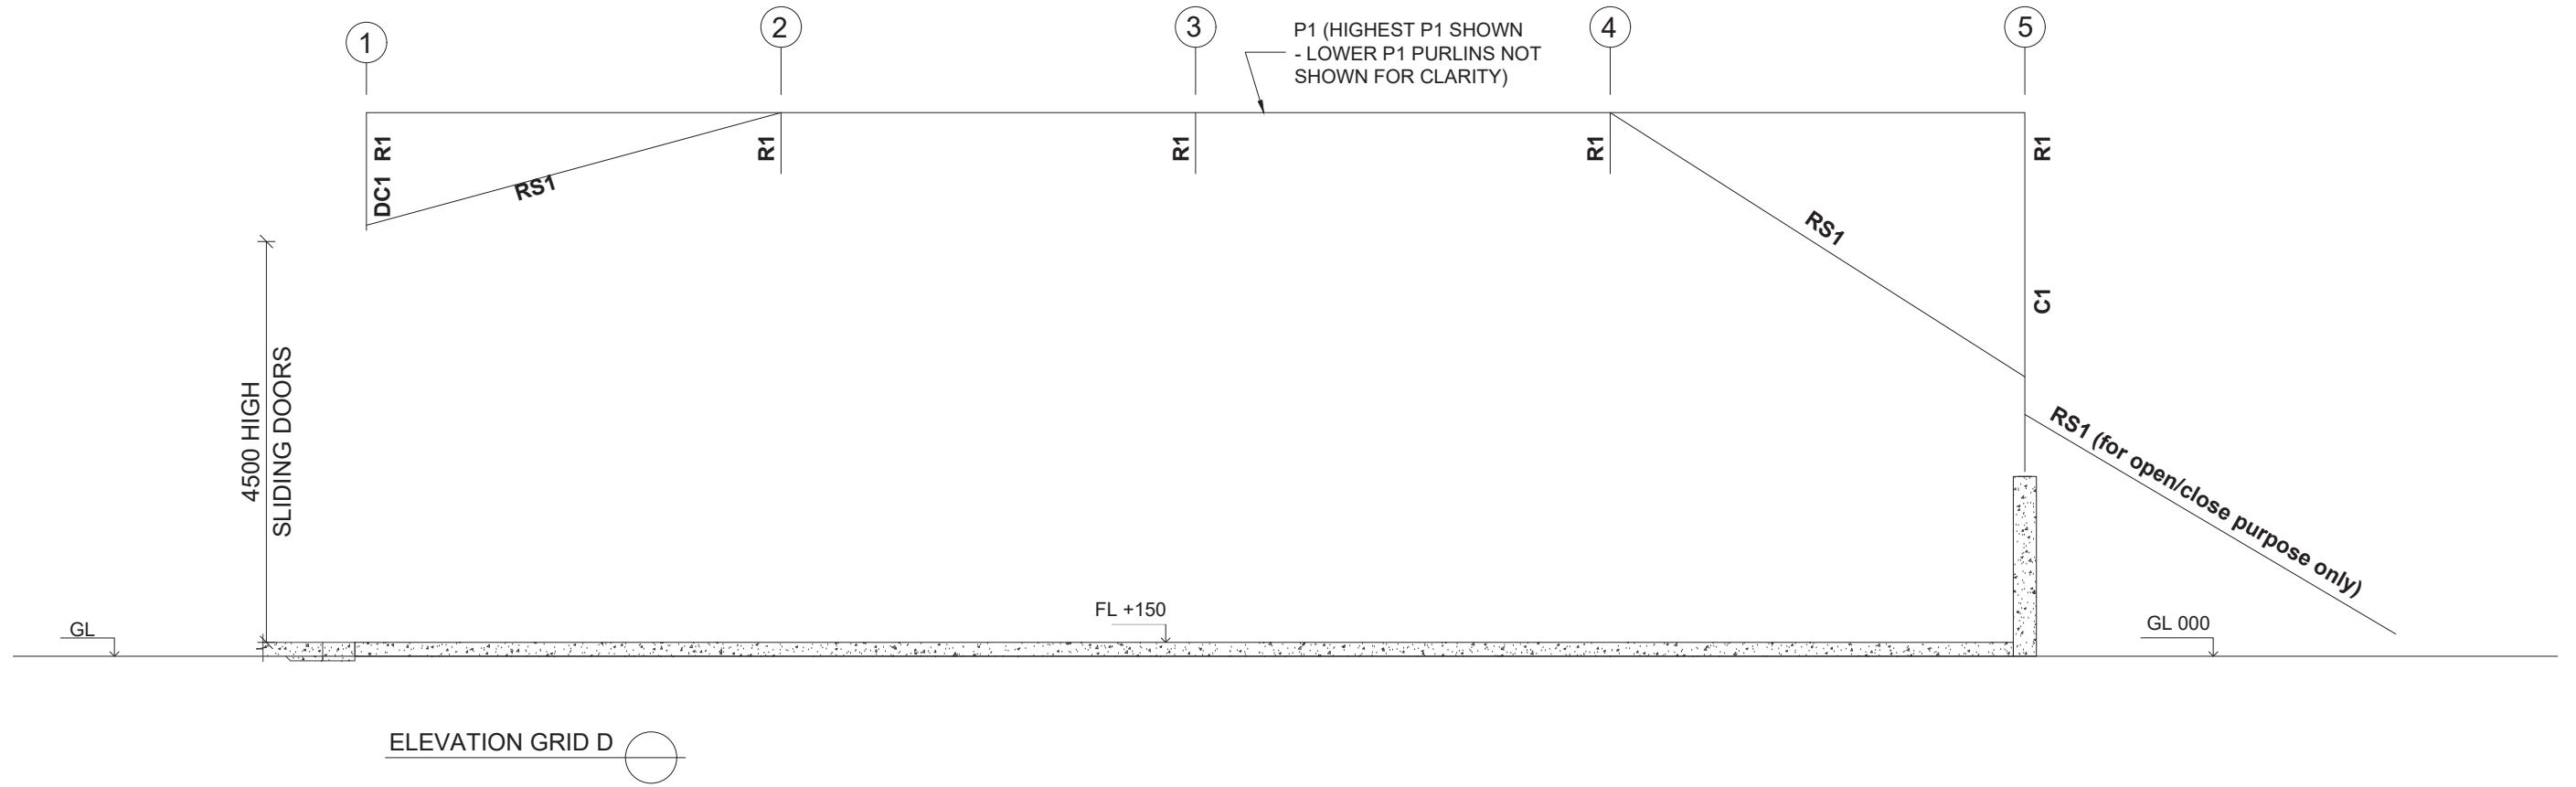 1
2
3
4
5
P1 (HIGHEST P1 SHOWN
- LOWER P1 PURLINS NOT
SHOWN FOR CLARITY)
R1
DC1
RS1
R1
R1
R1
RS1
R1
C1
4500 HIGH
SLIDING DOORS
RS1 (for open/close purpose only)
GL
FL +150
GL 000
ELEVATION GRID D